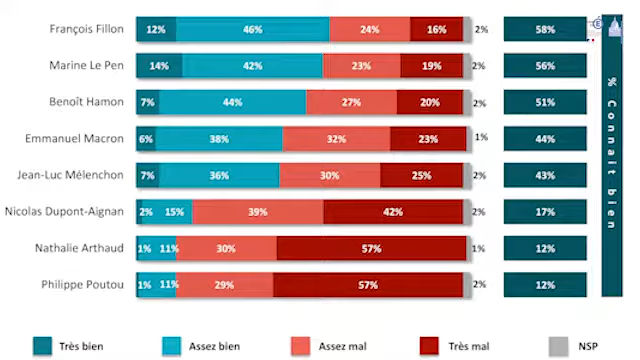 François Fillon 12% 46% 24% 16% 2% 58%
Marine Le Pen 14% 42% 23% 19% 2% 56%
Benoît Hamon 7% 44% 27% 20% 2% 51%
Emmanuel Macron 6% 38% 32% 23% 1% 44%
Jean-Luc Mélenchon 7% 36% 30% 25% 2% 43%
Nicolas Dupont-Aignan 2% 15% 39% 42% 2% 17%
Nathalie Arthaud 1% 11% 30% 57% 1% 12%
Philippe Poutou 1% 11% 29% 57% 2% 12%
% Connait bien
Très bien Assez bien Assez mal Très mal NSP